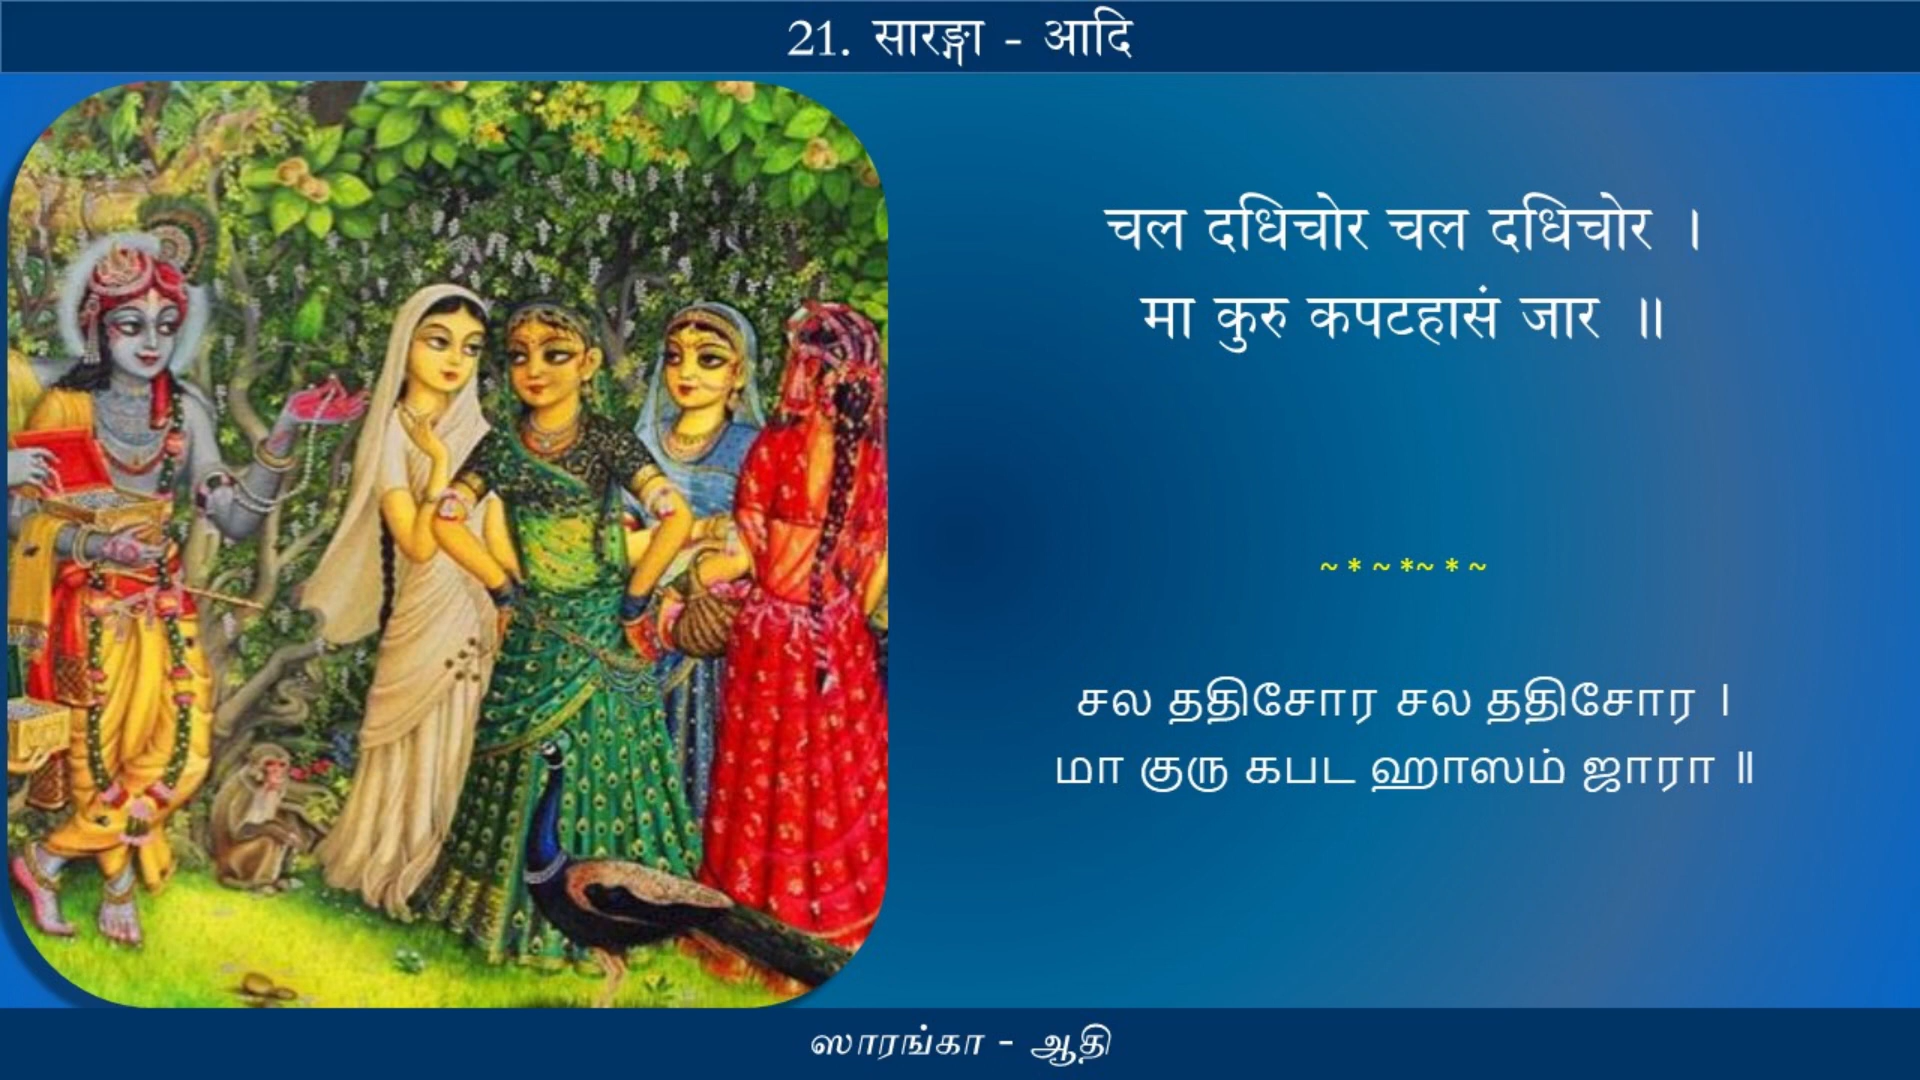 21. सारङ्गा - आदि
चल दधिचोर चल दधिचोर ।
मा कुरु कपटहासं जार ॥
~ * ~ *~ * ~
சல ததிசோர சல ததிசோர ।
மா குரு கபட ஹாஸம் ஜாரா ॥
ஸாரங்கா - ஆதி